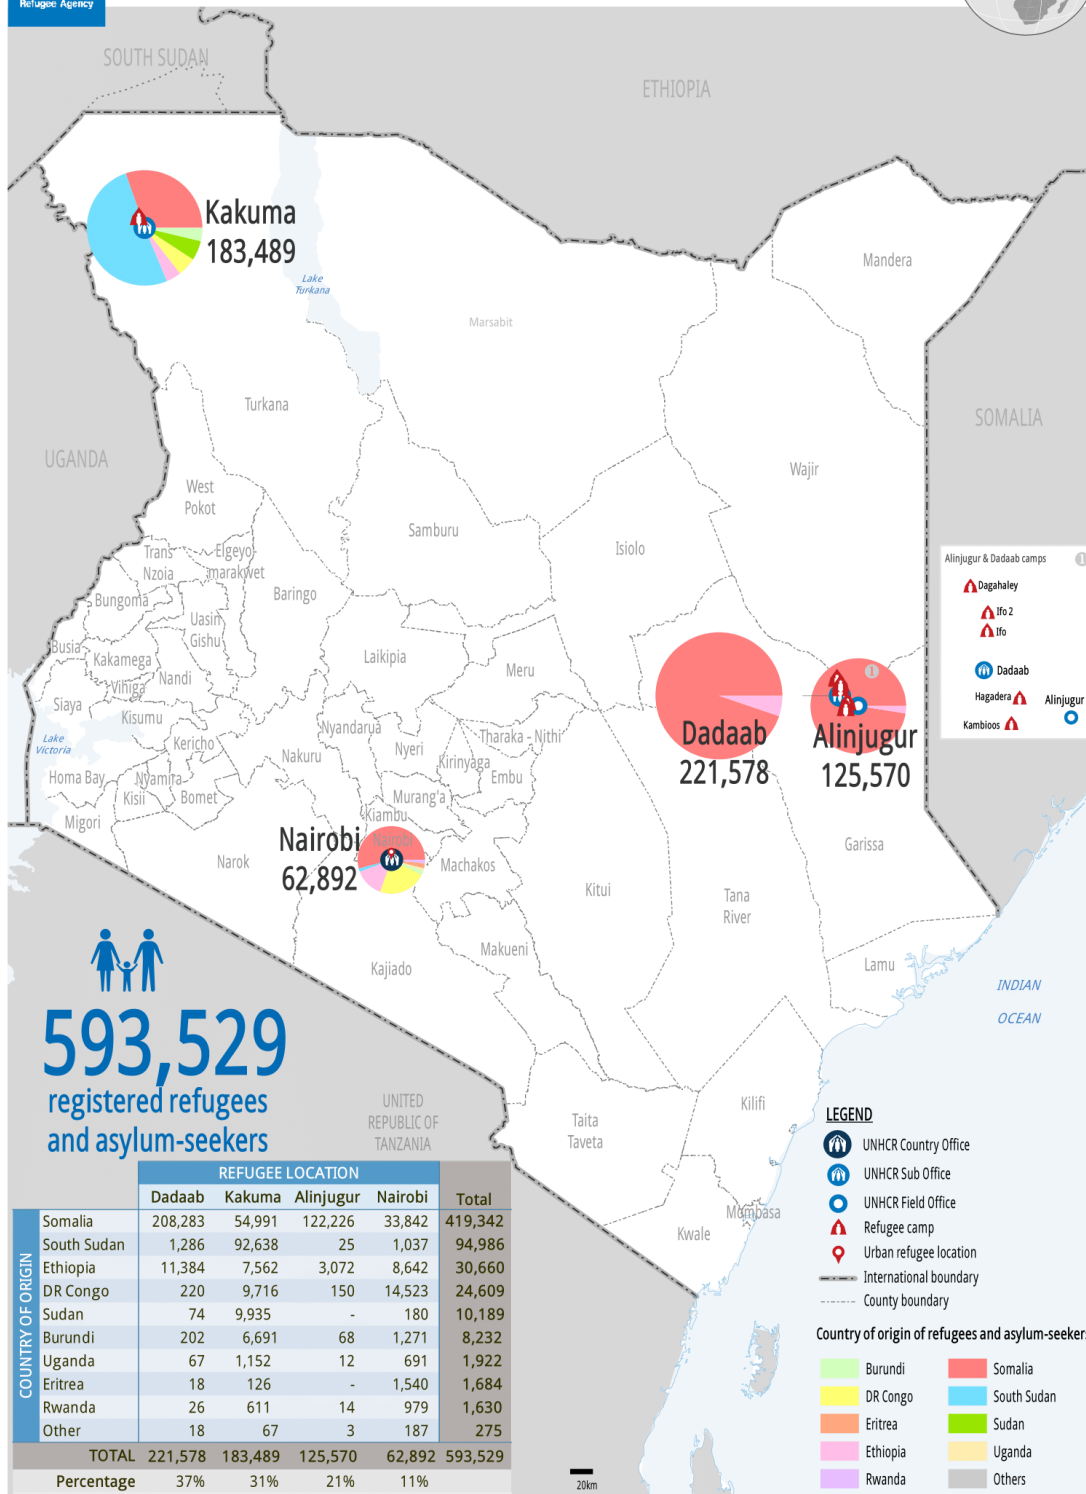 Refugee Agency
SOUTH SUDAN
ETHIOPIA
Kakuma
183,489
Lake
Turkana
Mandera
Marsabit
Turkana
SOMALIA
UGANDA
Wajir
West
Pokot
Samburu
Isiolo
Trans
Nzoia
Elgeyo-
marakwet
Baringo
Bungoma
Uasin
Gishu
Busia
Kakamega
Laikipia
Meru
Vihiga
Nandi
Siaya
Kisumu
Lake
Victoria
Kericho
Nyandarua
Nyeri
Tharaka - Nithi
Nakuru
Kirinyaga
Embu
Homa Bay
Nyamira
Kisii
Bomet
Murang'a
Migori
Kiambu
Nairobi
Nairobi
62,892
Narok
Machakos
Kitui
Tana
River
Garissa
Makueni
Kajiado
Lamu
Dadaab
221,578
1
Alinjugur
125,570
Alinjugur & Dadaab camps 1
Dagahaley
Ifo 2
Ifo
Dadaab
Hagadera
Alinjugur
Kambioos
INDIAN
OCEAN
593,529
registered refugees
and asylum-seekers
UNITED
REPUBLIC OF
TANZANIA
Taita
Taveta
Kilifi
Mombasa
Kwale
LEGEND
UNHCR Country Office
UNHCR Sub Office
UNHCR Field Office
Refugee camp
Urban refugee location
International boundary
County boundary
Country of origin of refugees and asylum-seekers
Burundi Somalia
DR Congo South Sudan
Eritrea Sudan
Ethiopia Uganda
Rwanda Others
20km
REFUGEE LOCATION
Dadaab Kakuma Alinjugur Nairobi Total
COUNTRY OF ORIGIN
Somalia 208,283 54,991 122,226 33,842 419,342
South Sudan 1,286 92,638 25 1,037 94,986
Ethiopia 11,384 7,562 3,072 8,642 30,660
DR Congo 220 9,716 150 14,523 24,609
Sudan 74 9,935 - 180 10,189
Burundi 202 6,691 68 1,271 8,232
Uganda 67 1,152 12 691 1,922
Eritrea 18 126 - 1,540 1,684
Rwanda 26 611 14 979 1,630
Other 18 67 3 187 275
TOTAL 221,578 183,489 125,570 62,892 593,529
Percentage 37% 31% 21% 11%